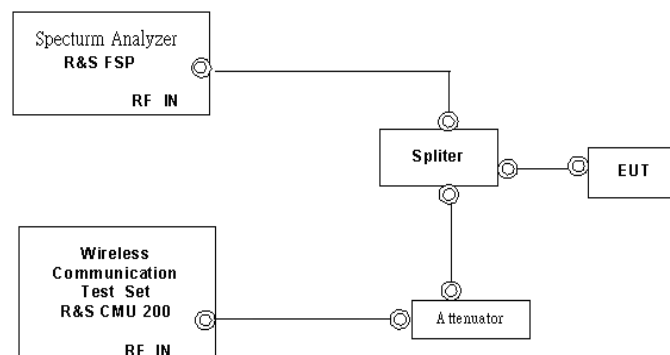 Specturm Analyzer
R&S FSP
RF IN
Spliter
EUT
Wireless
Communication
Test Set
R&S CMU 200
RF IN
Attenuator